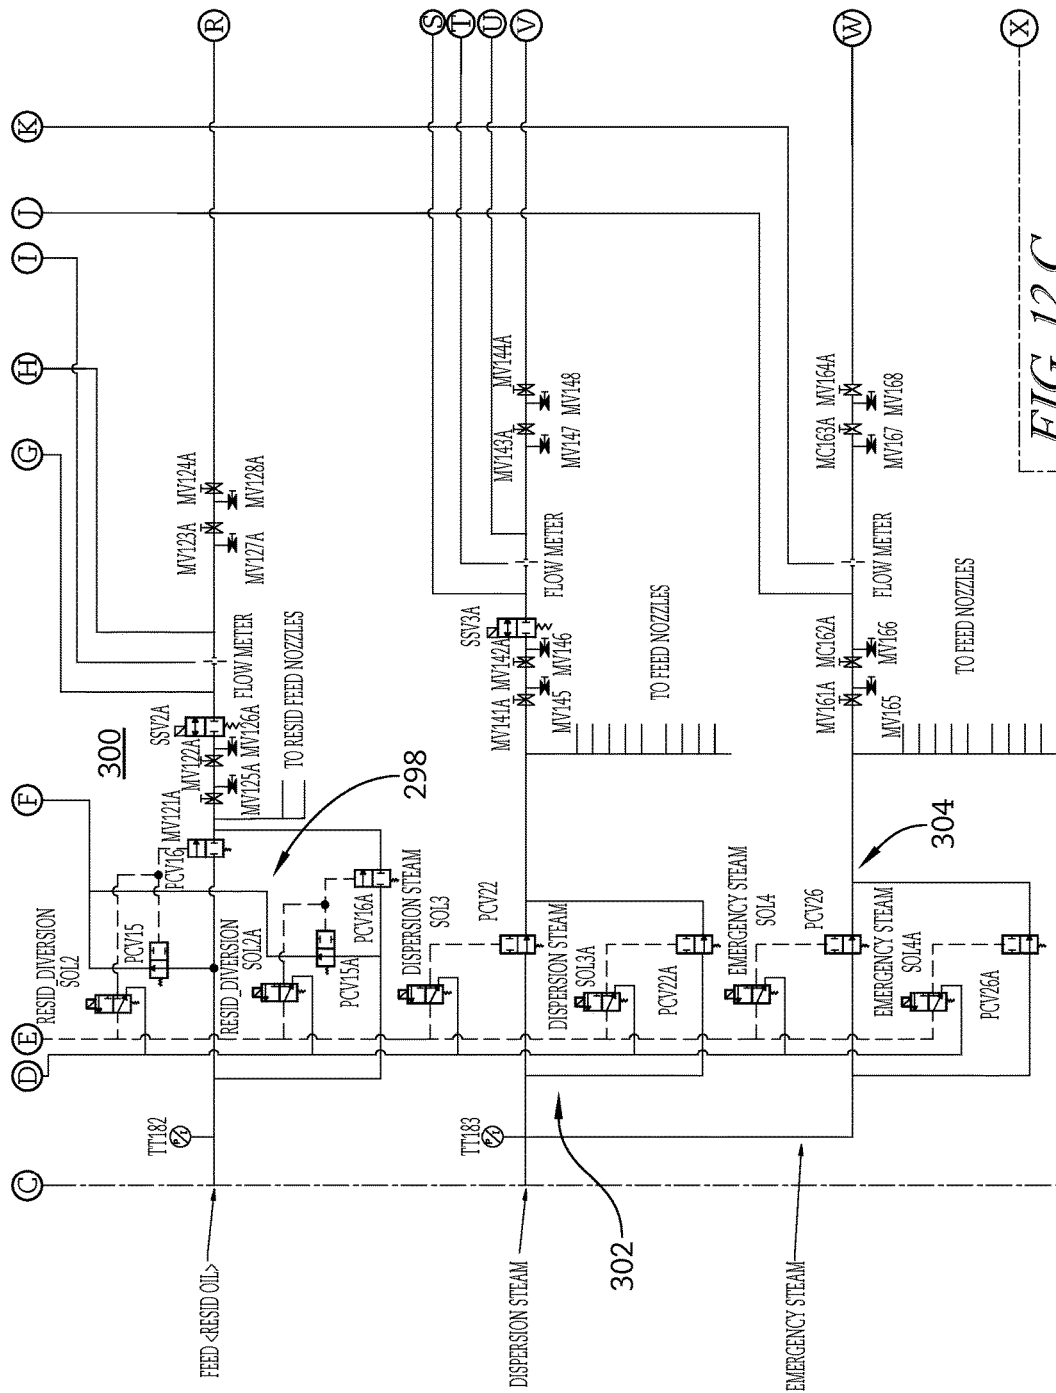 C
D
E
F
G
H
I
J
K
R
S
T
U
V
W
X
TT182
RESID_DIVERSION
SOL2
PCV15
PCV16
MV121A
MV122A
MV125A
MV126A
SSV2A
300
TO RESID FEED NOZZLES
FLOW METER
MV123A
MV124A
MV127A
MV128A
FEED <RESID OIL>
RESID_DIVERSION
SOL2A
PCV15A
PCV16A
298
TT183
DISPERSION STEAM
SOL3
PCV22
DISPERSION STEAM
SOL3A
PCV22A
DISPERSION STEAM
302
MV141A
MV142A
MV145
MV146
SSV3A
TO FEED NOZZLES
FLOW METER
MV143A
MV144A
MV147
MV148
EMERGENCY STEAM
SOL4
PCV26
EMERGENCY STEAM
SOL4A
PCV26A
EMERGENCY STEAM
304
MV161A
MC162A
MV165
MV166
TO FEED NOZZLES
FLOW METER
MC163A
MV164A
MV167
MV168
FIG. 12 C